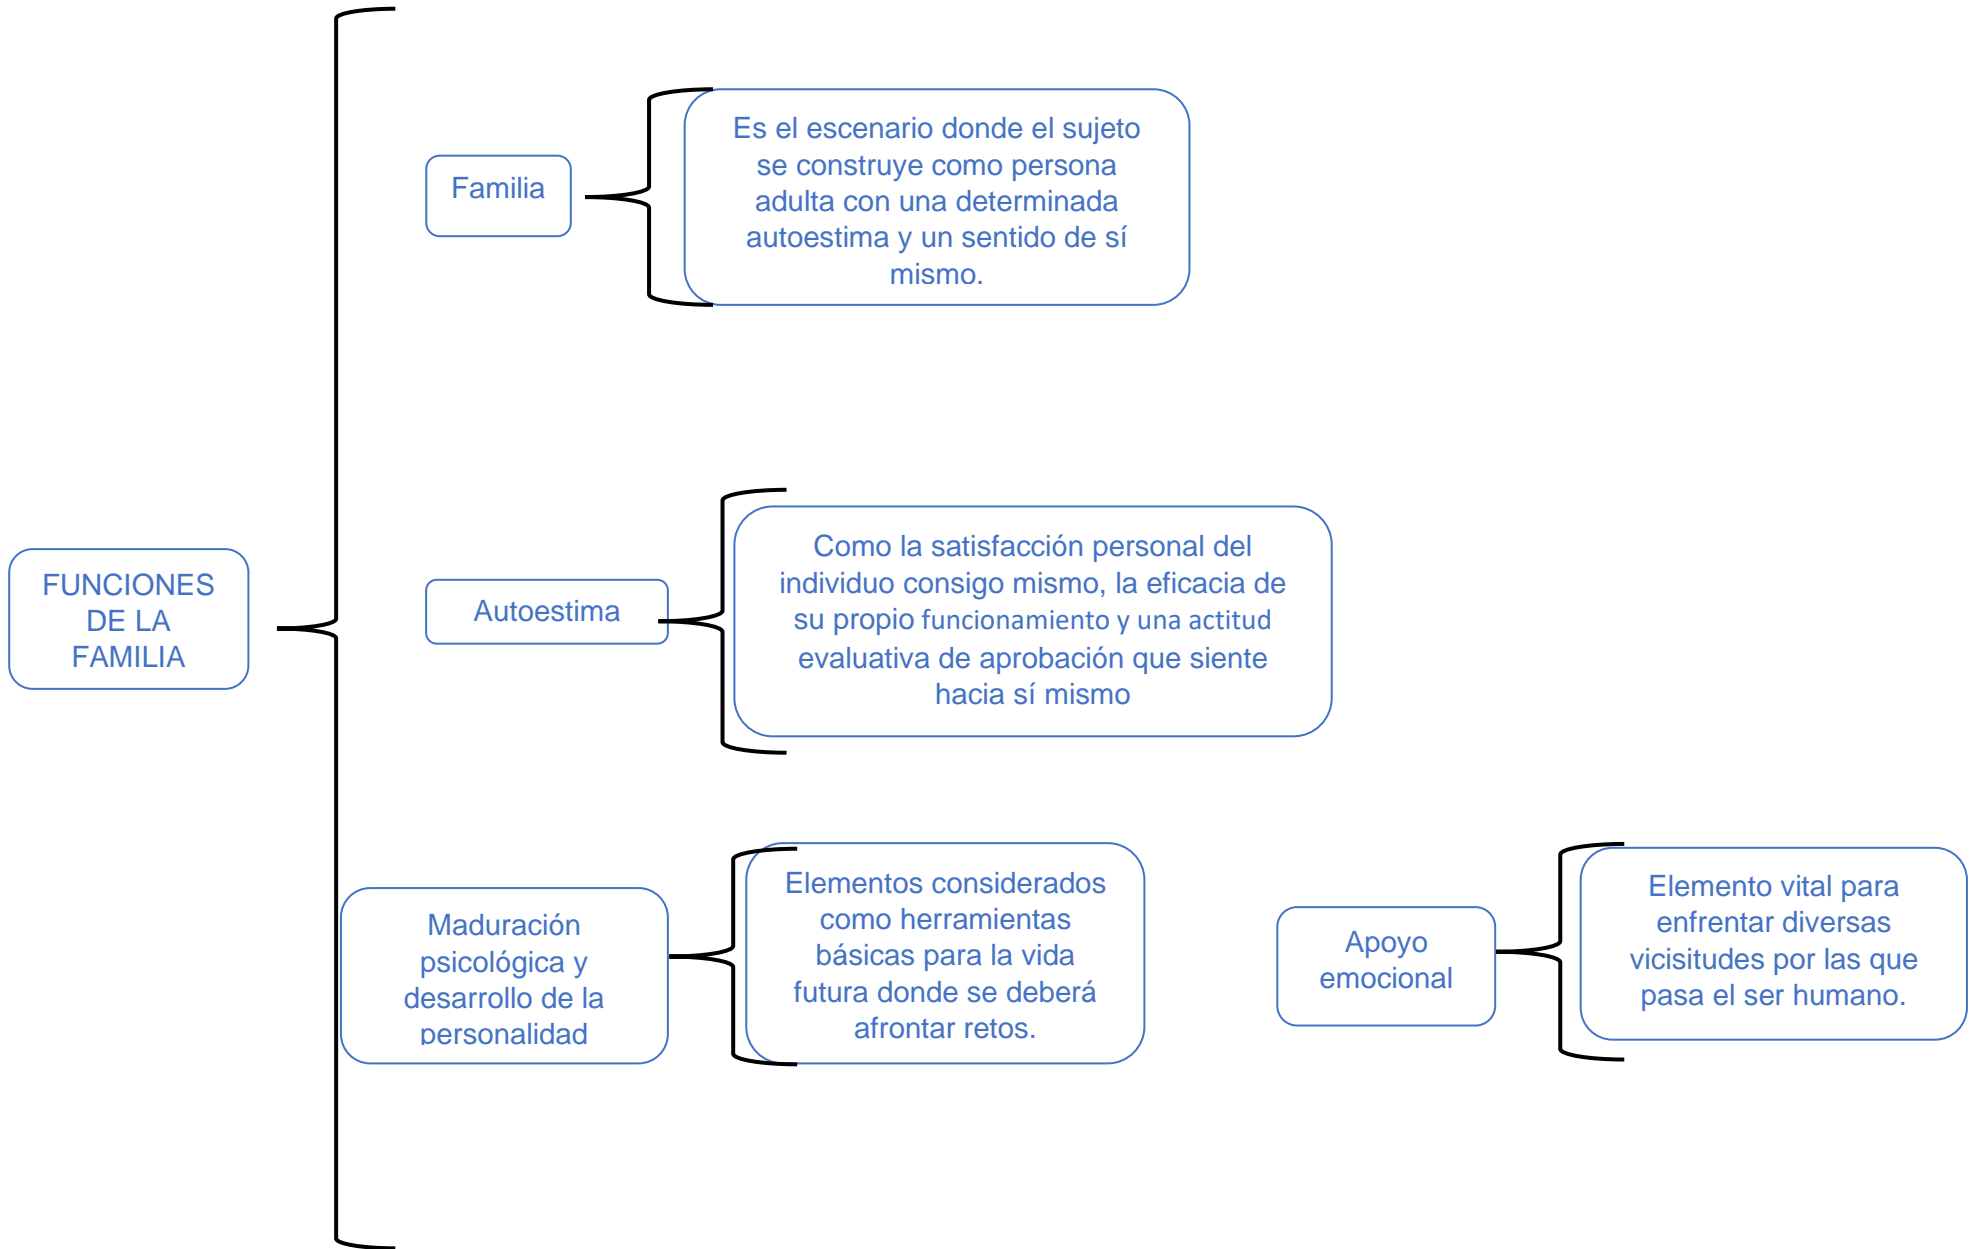 Es el escenario donde el sujeto
se construye como persona
adulta con una determinada
autoestima y un sentido de sí
mismo.
Familia
Como la satisfacción personal del
individuo consigo mismo, la eficacia de
su propio funcionamiento y una actitud
evaluativa de aprobación que siente
hacia sí mismo
Autoestima
FUNCIONES
DE LA
FAMILIA
Maduración
psicológica y
desarrollo de la
personalidad
Elementos considerados
como herramientas
básicas para la vida
futura donde se deberá
afrontar retos.
Apoyo
emocional
Elemento vital para
enfrentar diversas
vicisitudes por las que
pasa el ser humano.